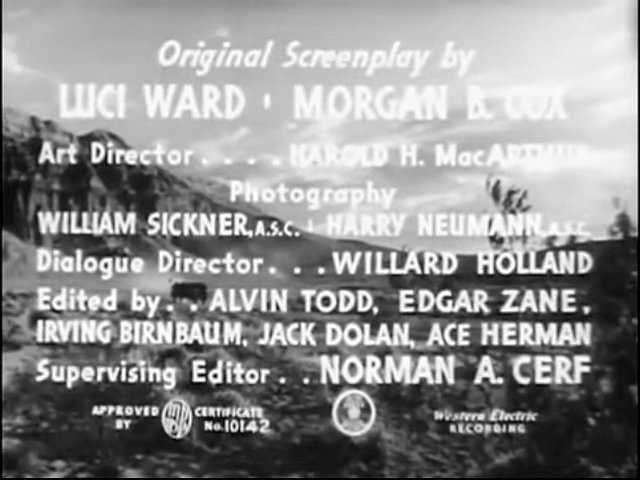 Original Screenplay by
LUCI WARD · MORGAN B. COX
Art Director . . . . HAROLD H. MacARTHUR
Photography
WILLIAM SICKNER, A.S.C. · HARRY NEUMANN, A.S.C.
Dialogue Director . . . WILLARD HOLLAND
Edited by . . ALVIN TODD, EDGAR ZANE,
IRVING BIRNBAUM, JACK DOLAN, ACE HERMAN
Supervising Editor . . NORMAN A. CERF
APPROVED BY CERTIFICATE No. 10142
Western Electric
RECORDING